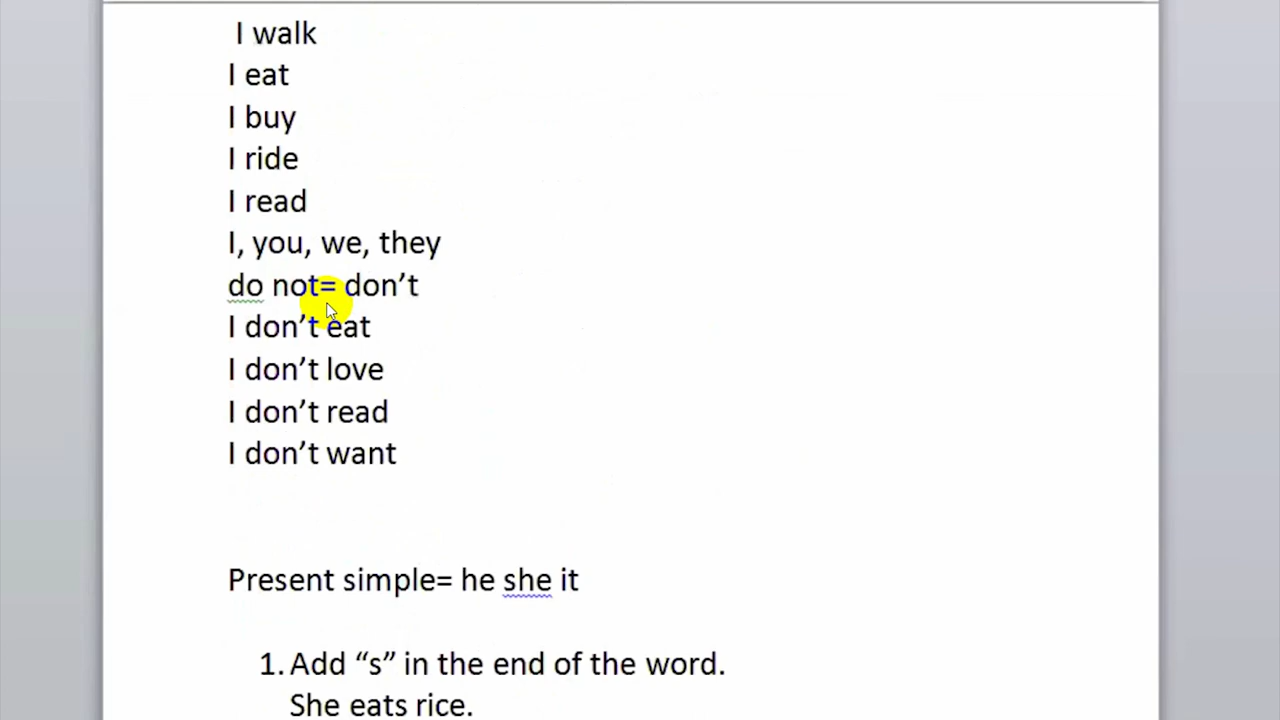 I walk
I eat
I buy
I ride
I read
I, you, we, they
do not= don’t
I don’t eat
I don’t love
I don’t read
I don’t want
Present simple= he she it
1. Add “s” in the end of the word.
She eats rice.